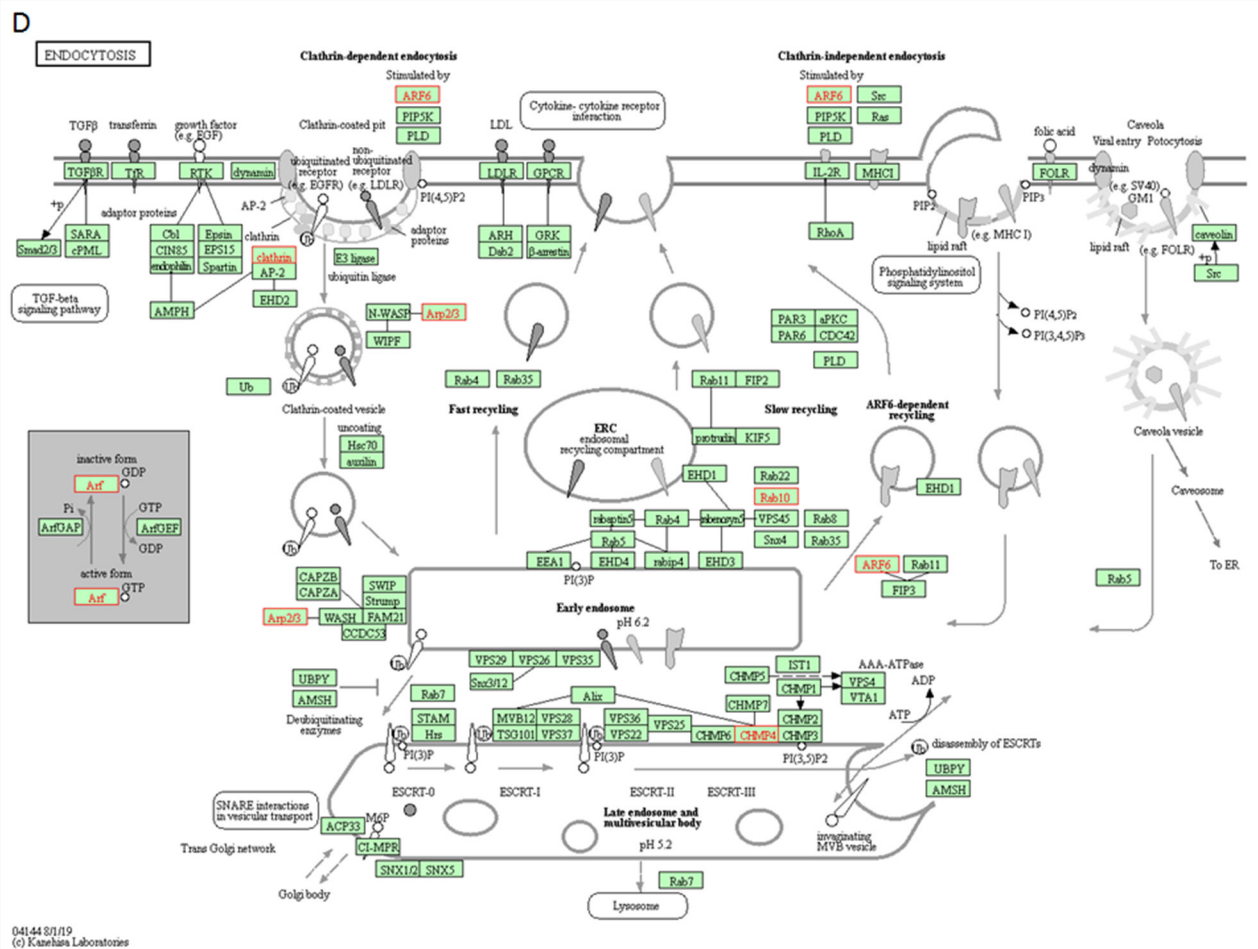 D
ENDOCYTOSIS
Clathrin-dependent endocytosis
Stimulated by
ARF6
PIP5K
PLD
Clathrin-independent endocytosis
Stimulated by
ARF6
Src
PIP5K
Ras
PLD
TGFβ
transferrin
growth factor
(e.g. EGF)
Clathrin-coated pit
LDL
Cytokine- cytokine receptor
interaction
folic acid
Caveola
Viral entry
Potocytosis
TGFβR
TfR
RTK
dynamin
ubiquitinated
receptor
(e.g. EGFR)
non-
ubiquitinated
receptor
(e.g. LDLR)
LDLR
GPCR
IL-2R
MHCI
FOLR
dynamin
(e.g. SV40)
GM1
+p
adaptor proteins
AP-2
clathrin
PI(4,5)P2
adaptor
proteins
PIP2
PIP3
lipid raft
(e.g. MHC I)
lipid raft
(e.g. FOLR)
caveolin
+p
Src
Smad2/3
SARA
cPML
Cbl
CIN85
endophilin
Epsin
EPS15
Spartin
clathrin
AP-2
EHD2
AMPH
Ub
E3 ligase
ubiquitin ligase
ARH
Dab2
GRK
β-arrestin
RhoA
TGF-beta
signaling pathway
Phosphatidylinositol
signaling system
N-WASP
Arp2/3
WIPF
PAR3
aPKC
PAR6
CDC42
PLD
PI(4,5)P2
PI(3,4,5)P3
Ub
Ub
Clathrin-coated vesicle
Rab4
Rab35
Rab11
FIP2
Fast recycling
Slow recycling
ARF6-dependent
recycling
Caveola vesicle
uncoating
Hsc70
auxilin
ERC
endosomal
recycling compartment
protrudin
KIF5
EHD1
EHD1
Caveosome
To ER
inactive form
Arf
GDP
Pi
GTP
ArfGAP
ArfGEF
GDP
active form
Arf
GTP
Ub
Rab22
Rab10
rabaptin5
Rab4
rabenosyn5
VPS45
Rab8
Rab5
Snx4
Rab35
EEA1
EHD4
rabip4
EHD3
PI(3)P
ARF6
Rab11
FIP3
Rab5
CAPZB
CAPZA
SWIP
Strump
Arp2/3
WASH
FAM21
CCDC53
Early endosome
pH 6.2
Ub
VPS29
VPS26
VPS35
Snx3/12
UBPY
AMSH
Deubiquitinating
enzymes
Rab7
Alix
CHMP5
IST1
CHMP1
AAA-ATPase
VPS4
VTA1
ADP
ATP
STAM
Hrs
MVB12
VPS28
TSG101
VPS37
VPS36
VPS22
VPS25
CHMP7
CHMP6
CHMP4
CHMP2
CHMP3
Ub
PI(3)P
Ub
Ub
PI(3)P
PI(3,5)P2
Ub
disassembly of ESCRTs
UBPY
AMSH
ESCRT-0
ESCRT-I
ESCRT-II
ESCRT-III
SNARE interactions
in vesicular transport
M6P
ACP33
CI-MPR
SNX1/2
SNX5
Trans Golgi network
Golgi body
Late endosome and
multivesicular body
pH 5.2
invaginating
MVB vesicle
Rab7
Lysosome
04144 8/1/19
(c) Kanehisa Laboratories